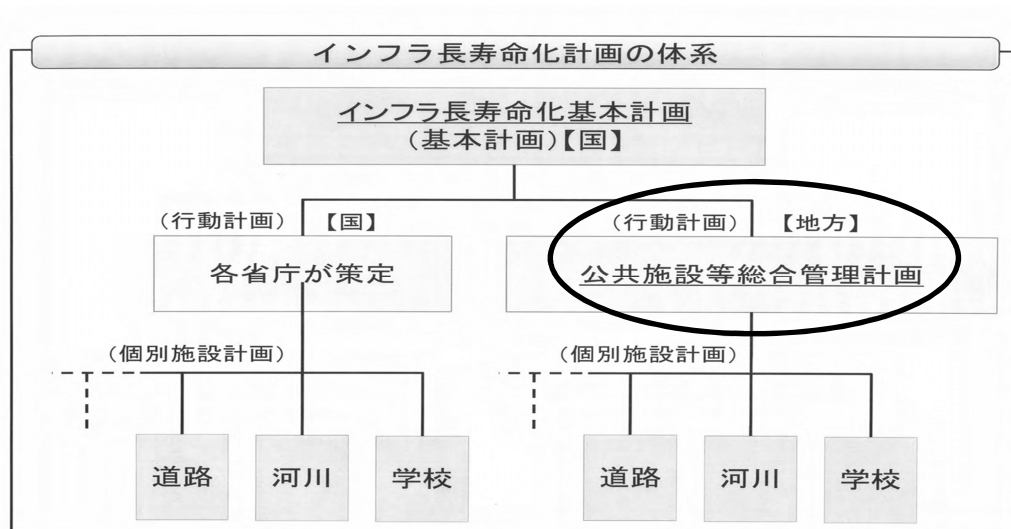 インフラ長寿命化計画の体系
インフラ長寿命化基本計画
(基本計画)【国】
(行動計画) 【国】
各省庁が策定
(行動計画) 【地方】
公共施設等総合管理計画
(個別施設計画)
道路 河川 学校
(個別施設計画)
道路 河川 学校